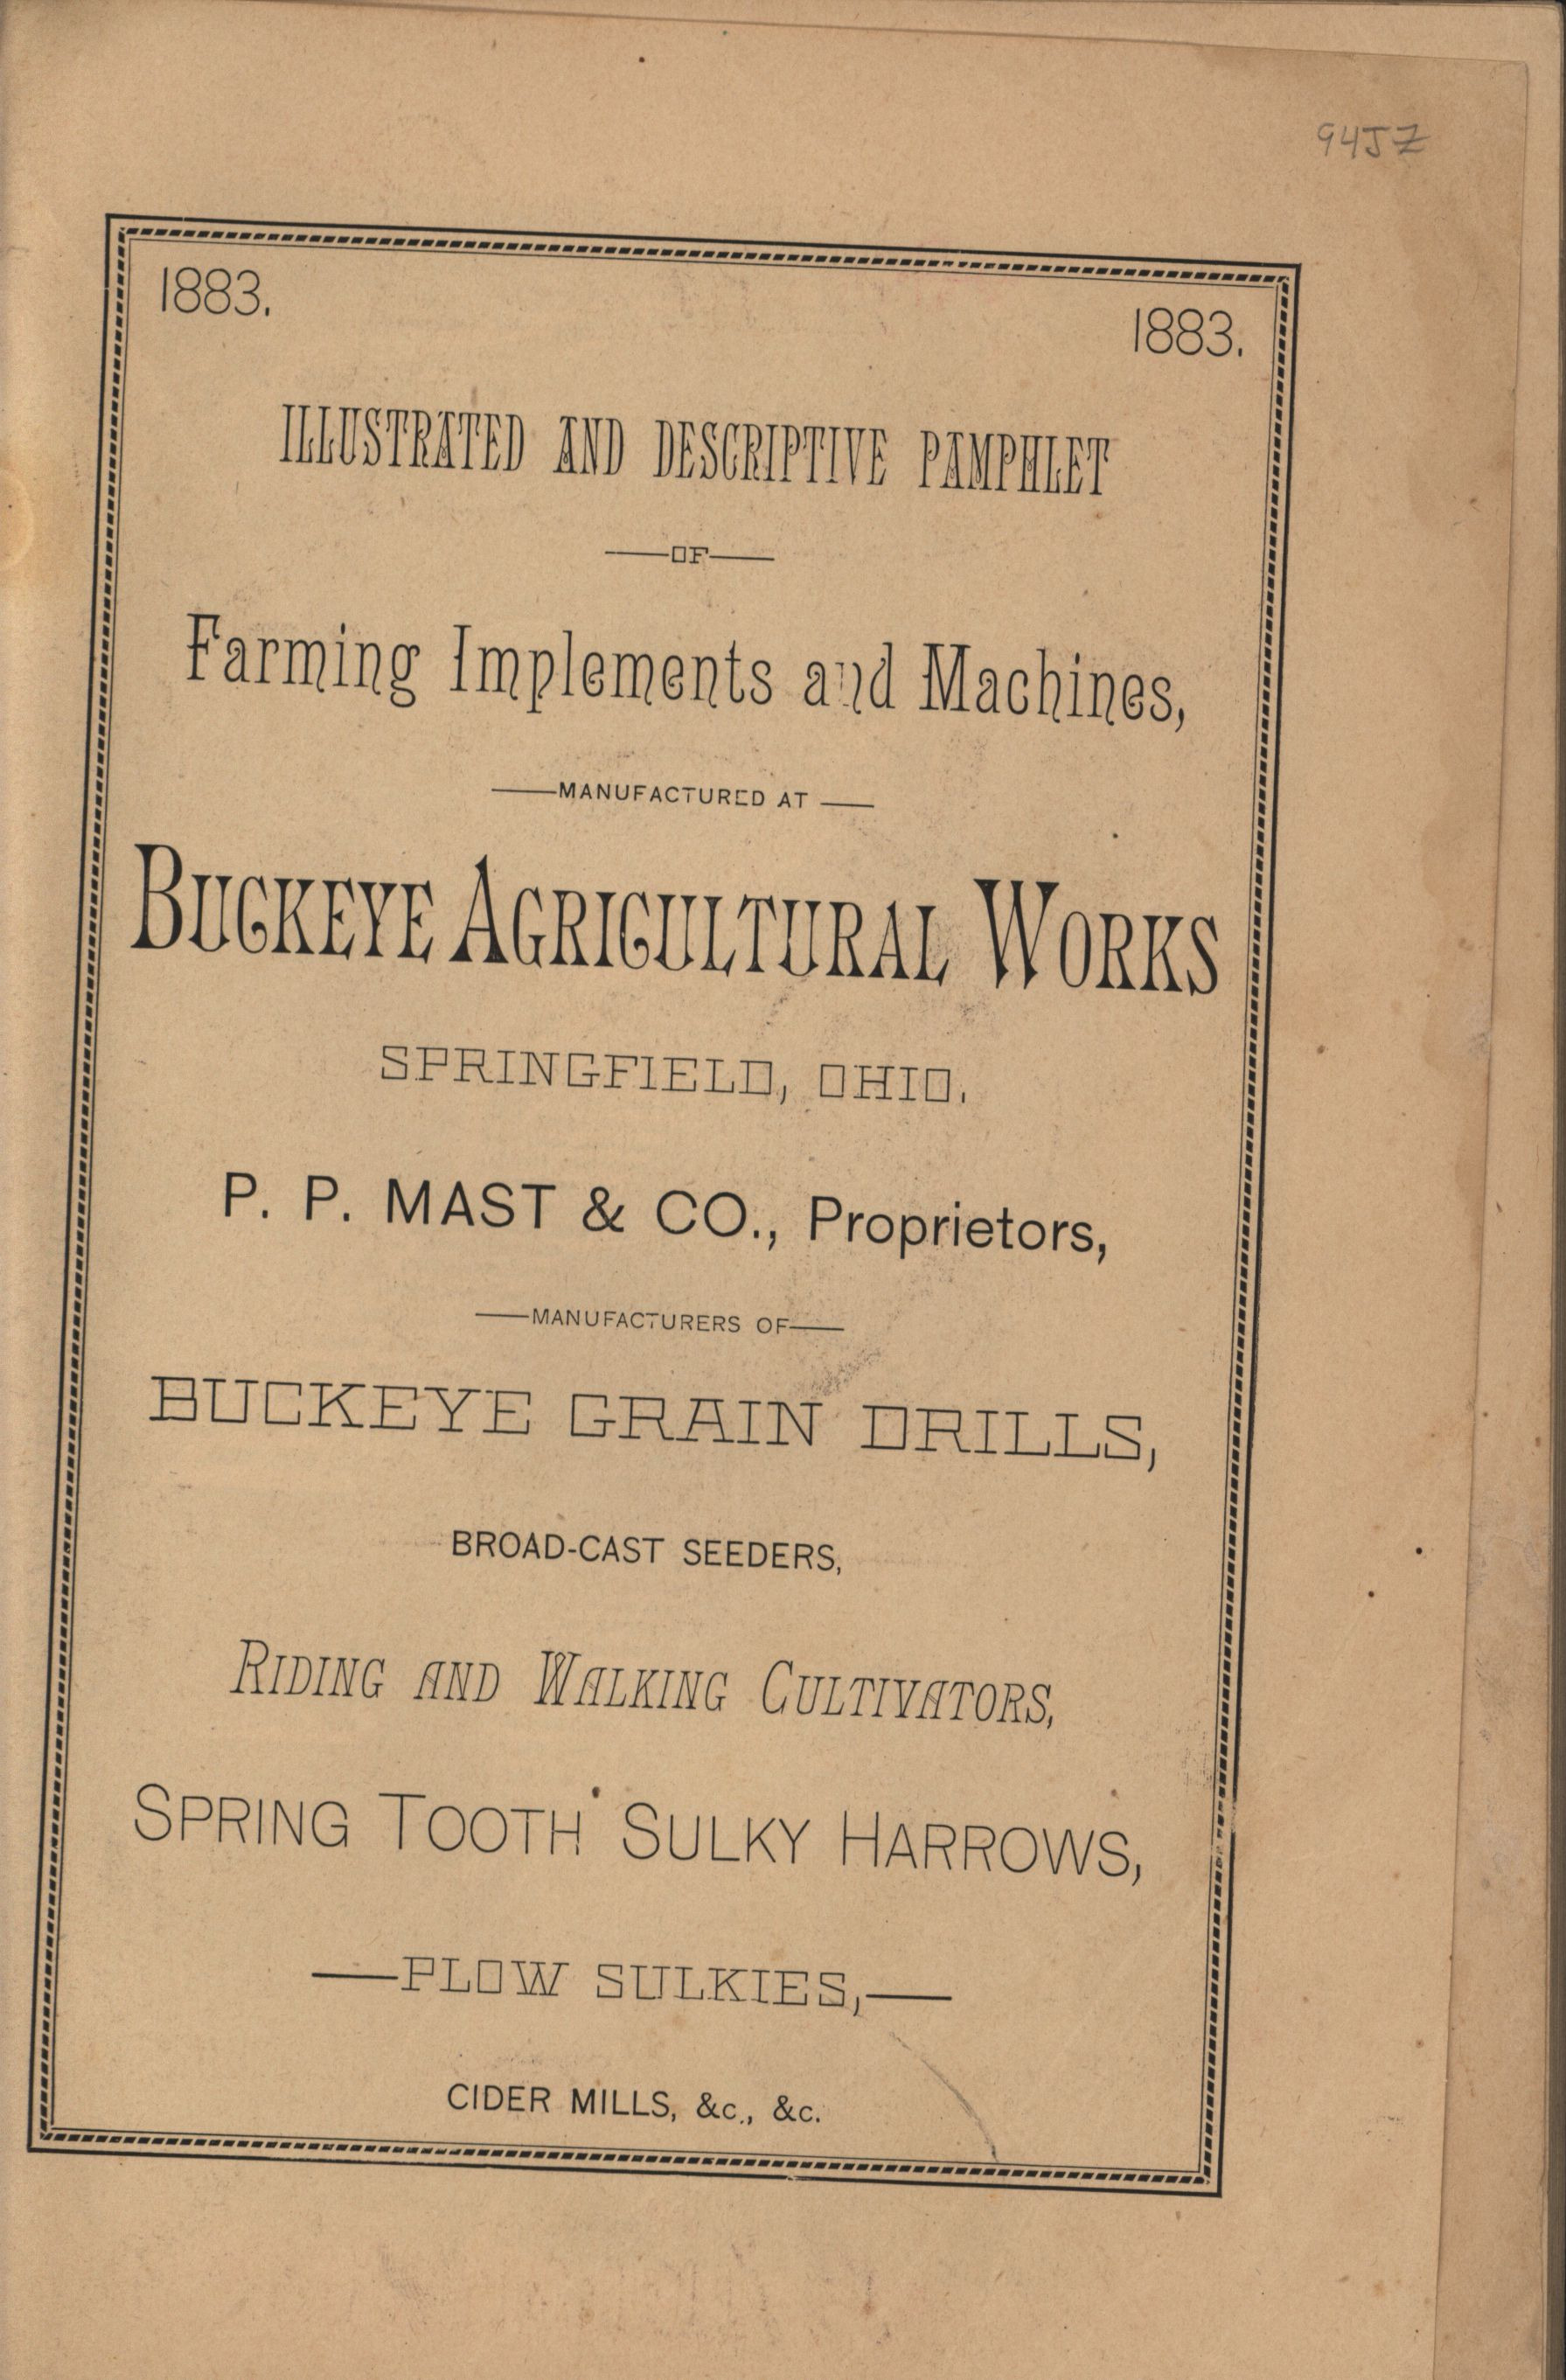 94JZ
1883. 1883.
ILLUSTRATED AND DESCRIPTIVE PAMPHLET
—OF—
Farming Implements and Machines,
—MANUFACTURED AT—
BUCKEYE AGRICULTURAL WORKS
SPRINGFIELD, OHIO.
P. P. MAST & CO., Proprietors,
—MANUFACTURERS OF—
BUCKEYE GRAIN DRILLS,
BROAD-CAST SEEDERS,
RIDING AND WALKING CULTIVATORS,
SPRING TOOTH SULKY HARROWS,
—PLOW SULKIES,—
CIDER MILLS, &c., &c.